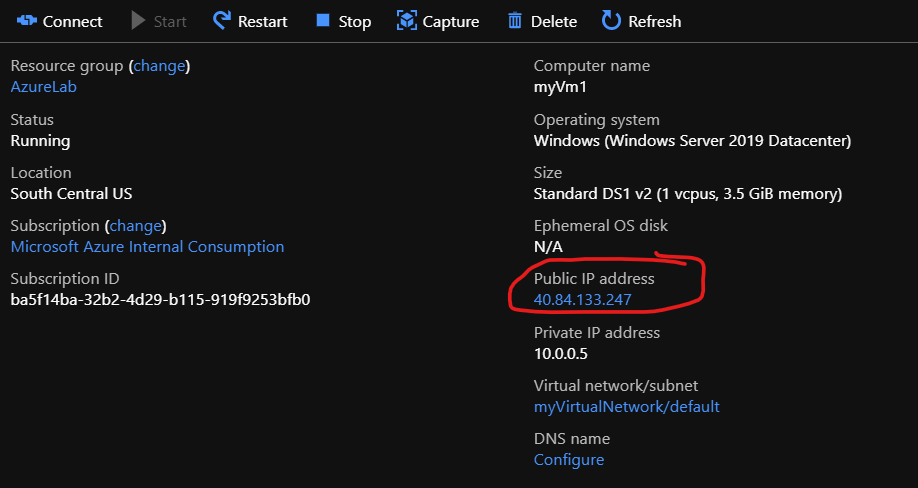 Connect Start Restart Stop Capture Delete Refresh
Resource group (change)
AzureLab
Status
Running
Location
South Central US
Subscription (change)
Microsoft Azure Internal Consumption
Subscription ID
ba5f14ba-32b2-4d29-b115-919f9253bfb0
Computer name
myVm1
Operating system
Windows (Windows Server 2019 Datacenter)
Size
Standard DS1 v2 (1 vcpus, 3.5 GiB memory)
Ephemeral OS disk
N/A
Public IP address
40.84.133.247
Private IP address
10.0.0.5
Virtual network/subnet
myVirtualNetwork/default
DNS name
Configure